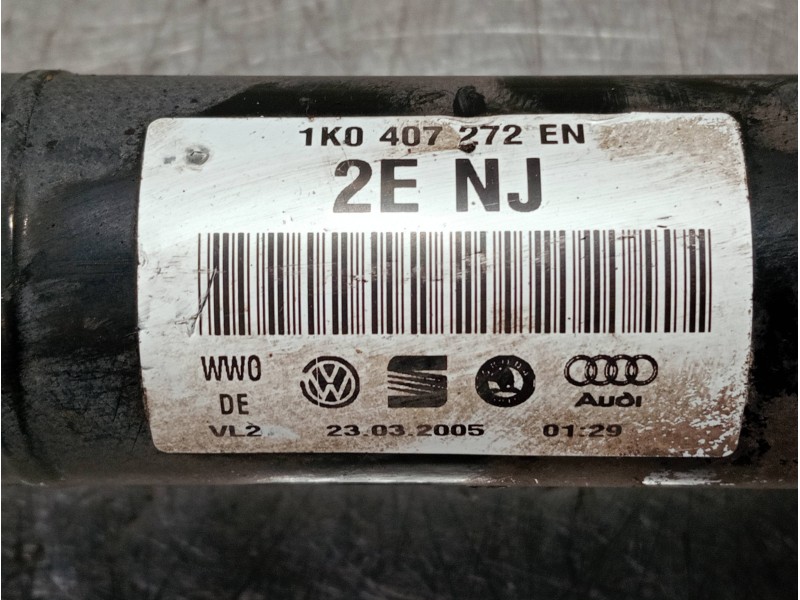 1K0 407 272 EN
2E NJ
WWO
DE
Audi
VL2 23.03.2005 01:29